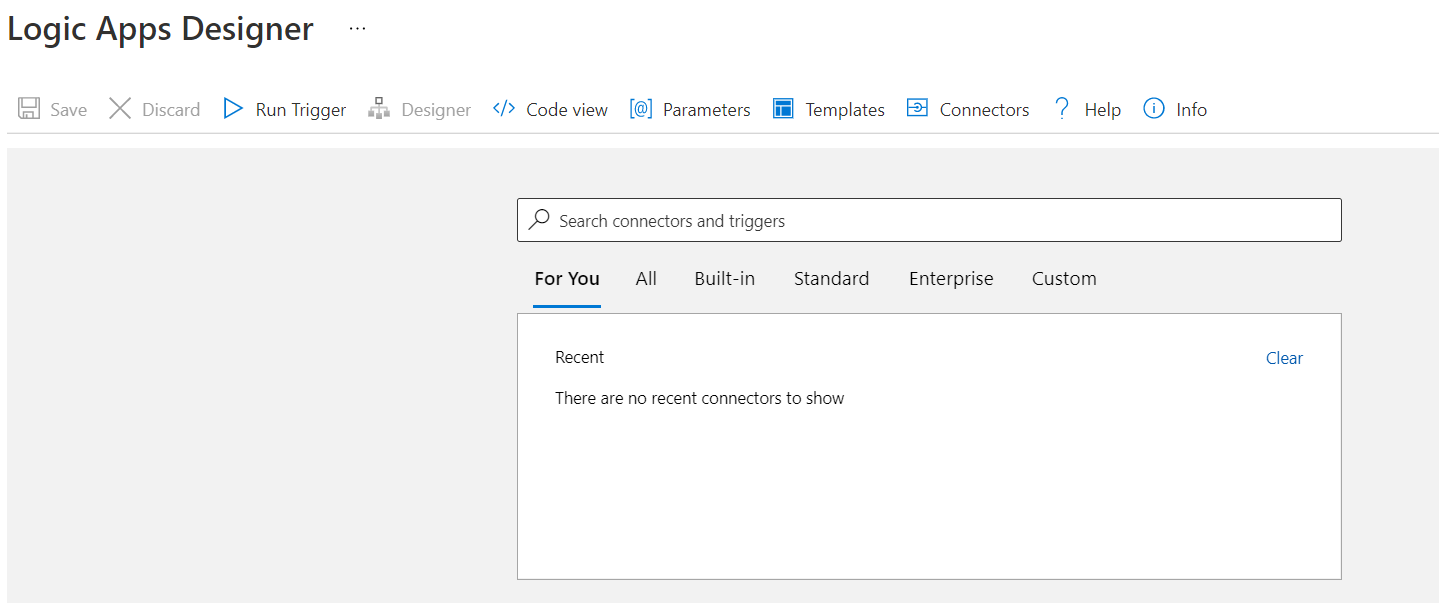 Logic Apps Designer ...
Save Discard Run Trigger Designer Code view Parameters Templates Connectors Help Info
Search connectors and triggers
For You All Built-in Standard Enterprise Custom
Recent Clear
There are no recent connectors to show